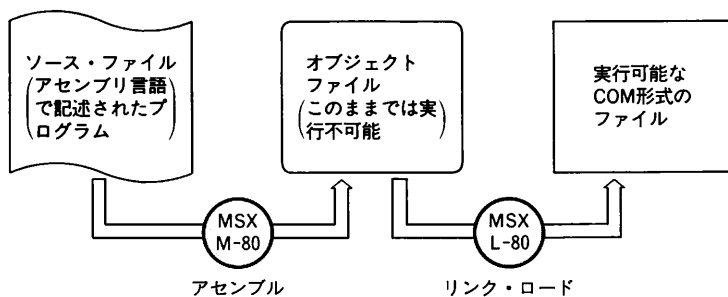 ソース・ファイル
(アセンブリ言語
で記述されたプ
ログラム)
オブジェクト
ファイル
(このままでは実
行不可能)
実行可能な
COM形式の
ファイル
MSX
M-80
MSX
L-80
アセンブル
リンク・ロード